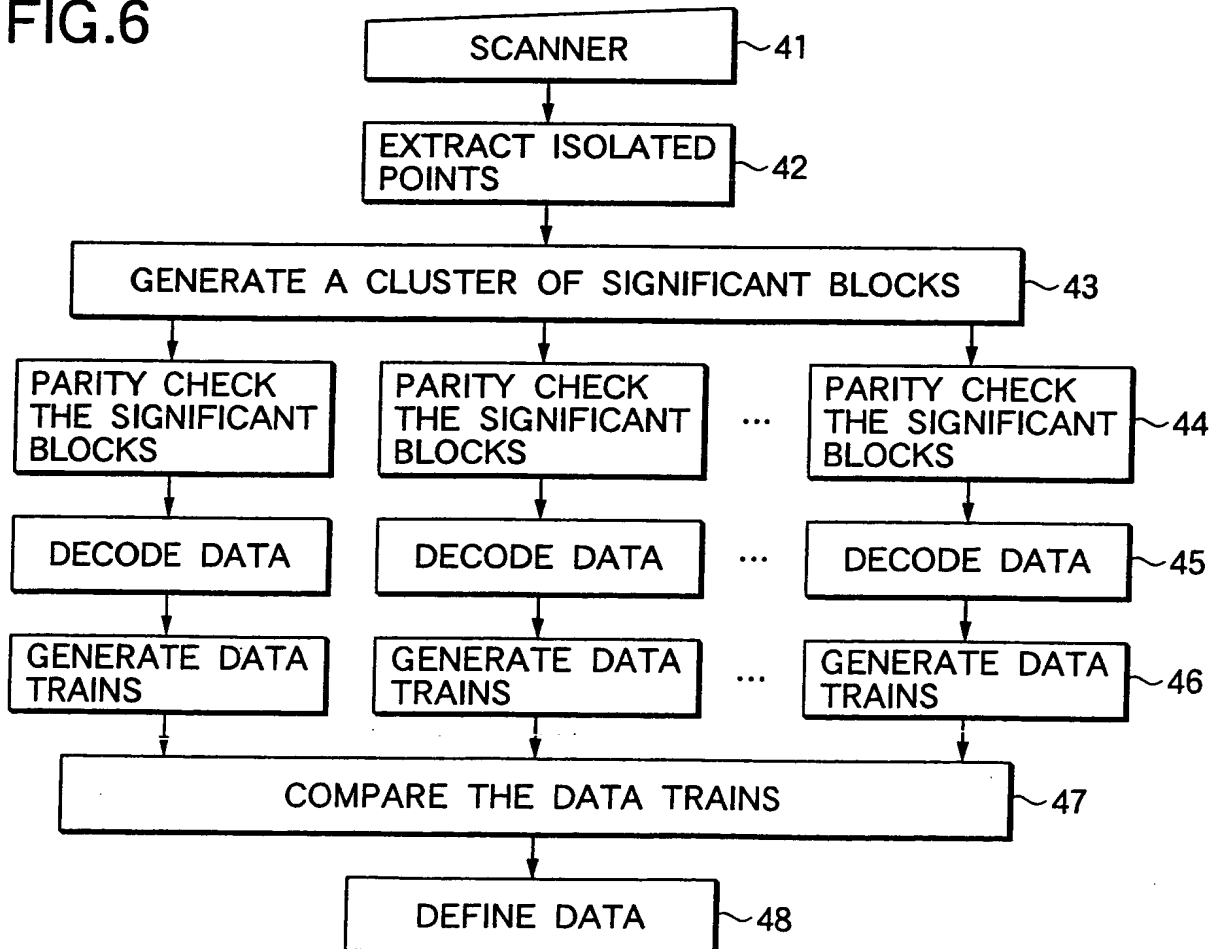 FIG.6
SCANNER
41
EXTRACT ISOLATED
POINTS
42
GENERATE A CLUSTER OF SIGNIFICANT BLOCKS
43
PARITY CHECK
THE SIGNIFICANT
BLOCKS
PARITY CHECK
THE SIGNIFICANT
BLOCKS
...
PARITY CHECK
THE SIGNIFICANT
BLOCKS
44
DECODE DATA
DECODE DATA
...
DECODE DATA
45
GENERATE DATA
TRAINS
GENERATE DATA
TRAINS
...
GENERATE DATA
TRAINS
46
COMPARE THE DATA TRAINS
47
DEFINE DATA
48